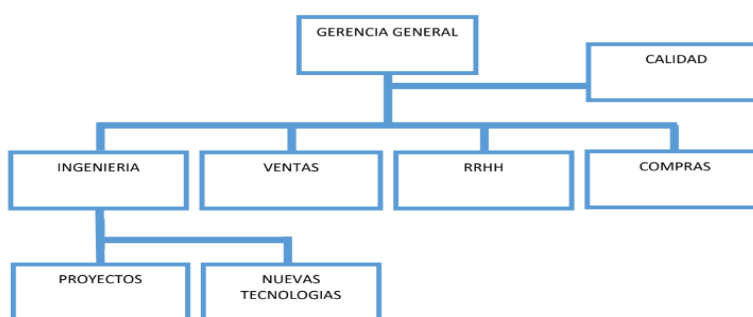 GERENCIA GENERAL
CALIDAD
INGENIERIA
VENTAS
RRHH
COMPRAS
PROYECTOS
NUEVAS
TECNOLOGIAS